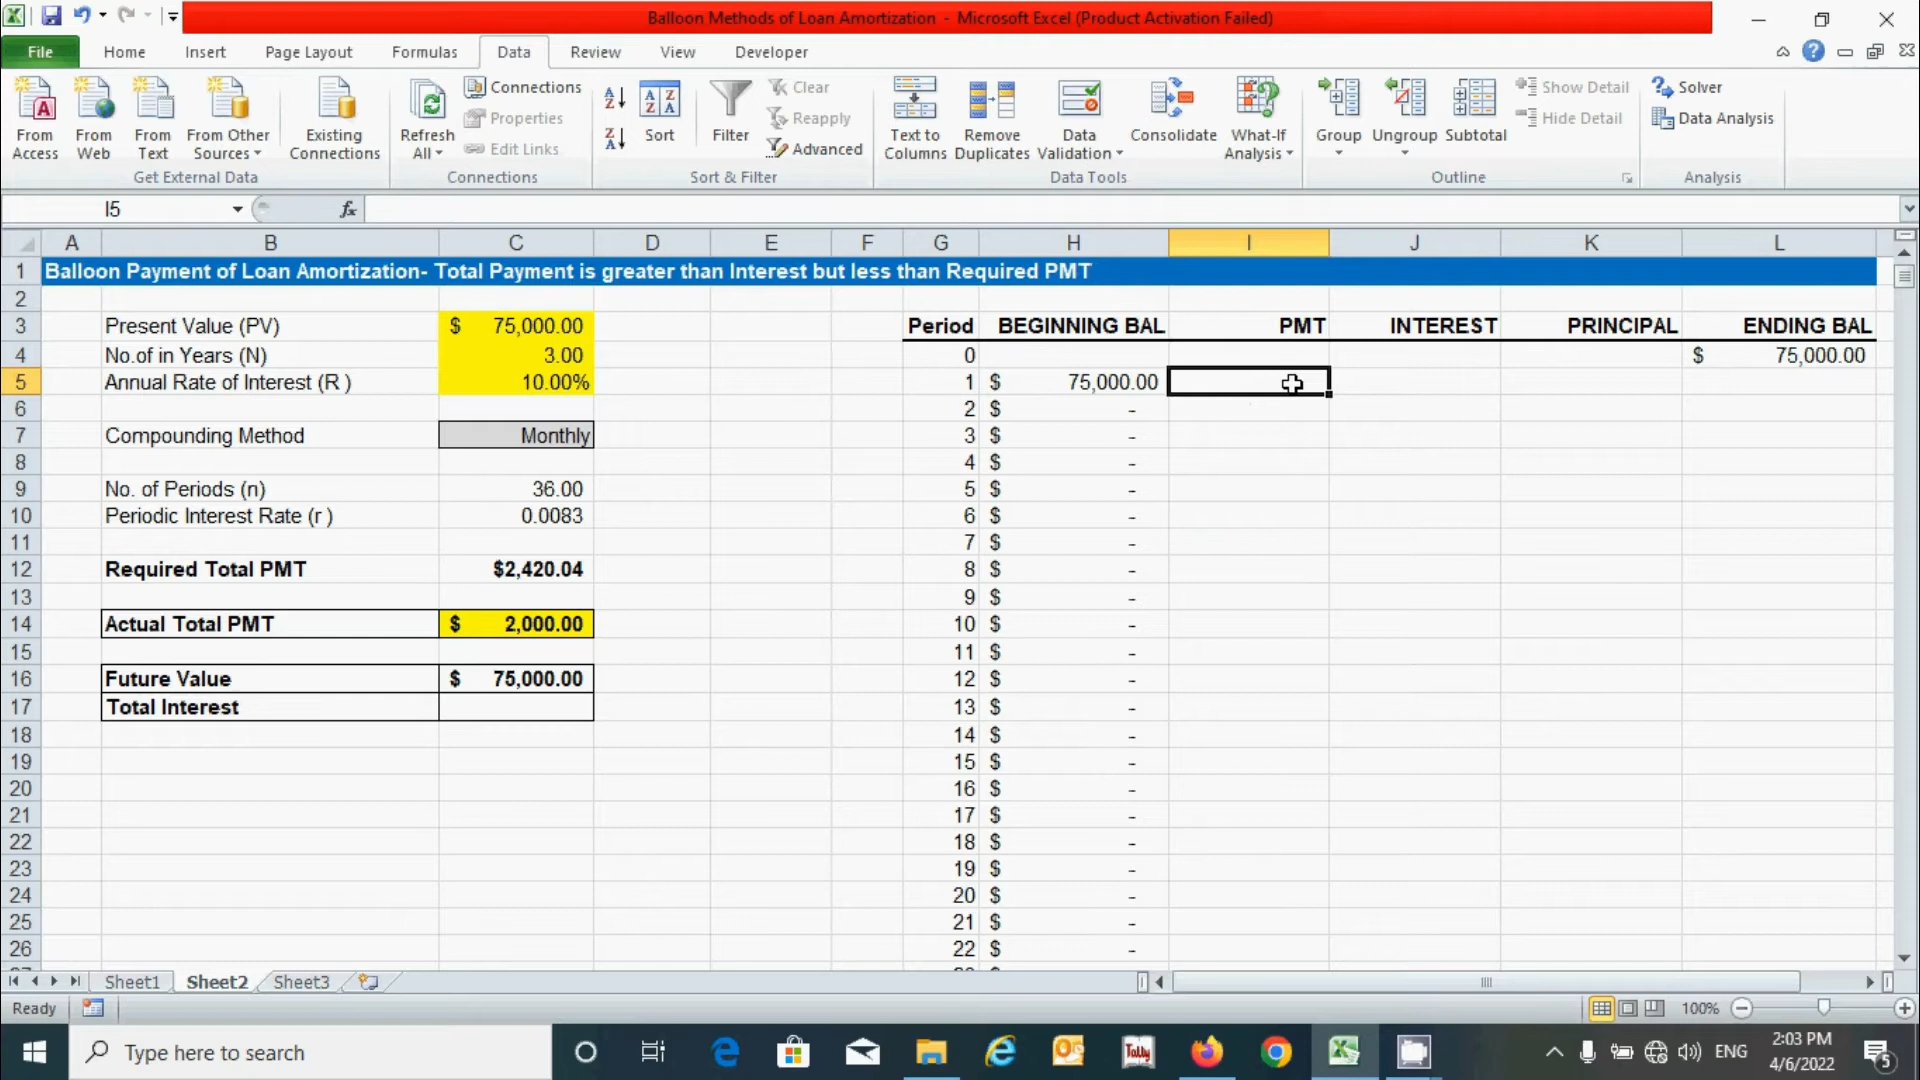 Balloon Methods of Loan Amortization - Microsoft Excel (Product Activation Failed)
File Home Insert Page Layout Formulas Data Review View Developer
From Access
From Web
From Text
From Other Sources
Existing Connections
Get External Data
Refresh All
Connections
Properties
Edit Links
Connections
Sort
Filter
Clear
Reapply
Advanced
Sort & Filter
Text to Columns
Remove Duplicates
Data Validation
Consolidate
What-If Analysis
Data Tools
Group
Ungroup
Subtotal
Show Detail
Hide Detail
Outline
Solver
Data Analysis
Analysis
I5 fx
A B C D E F G H I J K L
1 Balloon Payment of Loan Amortization- Total Payment is greater than Interest but less than Required PMT
2
3 Present Value (PV) $ 75,000.00 Period BEGINNING BAL PMT INTEREST PRINCIPAL ENDING BAL
4 No.of in Years (N) 3.00 0 $ 75,000.00
5 Annual Rate of Interest (R ) 10.00% 1 $ 75,000.00
6 2 $ -
7 Compounding Method Monthly 3 $ -
8 4 $ -
9 No. of Periods (n) 36.00 5 $ -
10 Periodic Interest Rate (r ) 0.0083 6 $ -
11 7 $ -
12 Required Total PMT $2,420.04 8 $ -
13 9 $ -
14 Actual Total PMT $ 2,000.00 10 $ -
15 11 $ -
16 Future Value $ 75,000.00 12 $ -
17 Total Interest 13 $ -
18 14 $ -
19 15 $ -
20 16 $ -
21 17 $ -
22 18 $ -
23 19 $ -
24 20 $ -
25 21 $ -
26 22 $ -
Sheet1 Sheet2 Sheet3
Ready 100%
Type here to search
Tally
ENG
2:03 PM
4/6/2022
5